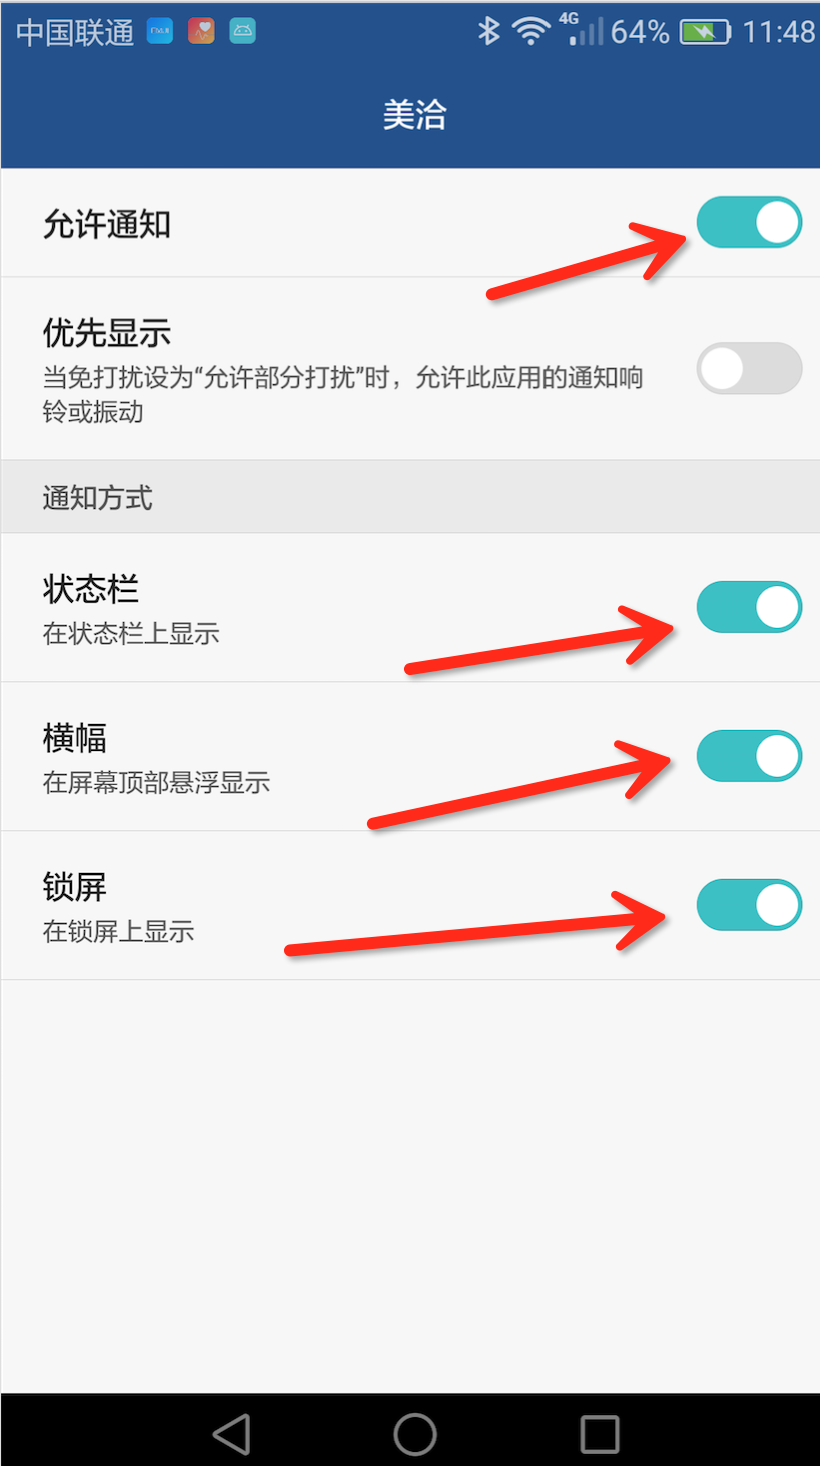 中国联通 4G 64% 11:48
美洽
允许通知
优先显示
当免打扰设为“允许部分打扰”时，允许此应用的通知响
铃或振动
通知方式
状态栏
在状态栏上显示
横幅
在屏幕顶部悬浮显示
锁屏
在锁屏上显示